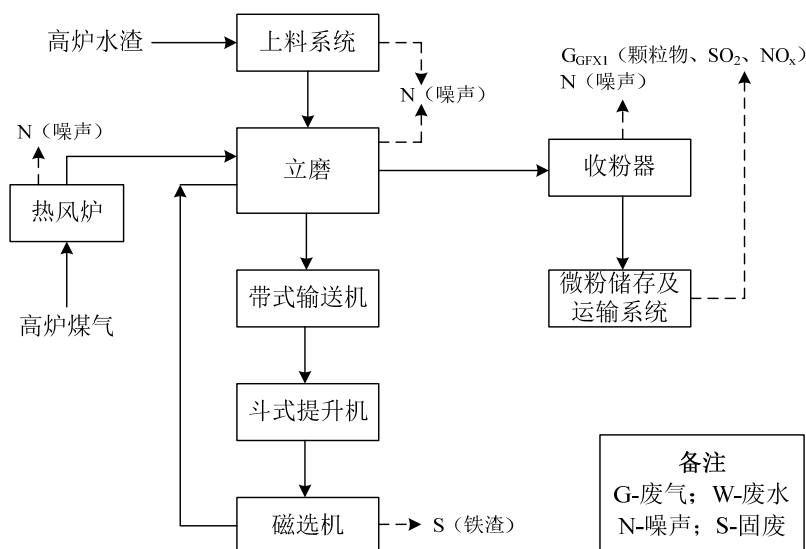 高炉水渣
上料系统
G_GFX1（颗粒物、SO₂、NOₓ）
N（噪声）
N（噪声）
N（噪声）
立磨
收粉器
热风炉
带式输送机
微粉储存及
运输系统
高炉煤气
斗式提升机
磁选机
S（铁渣）
备注
G-废气；W-废水
N-噪声；S-固废